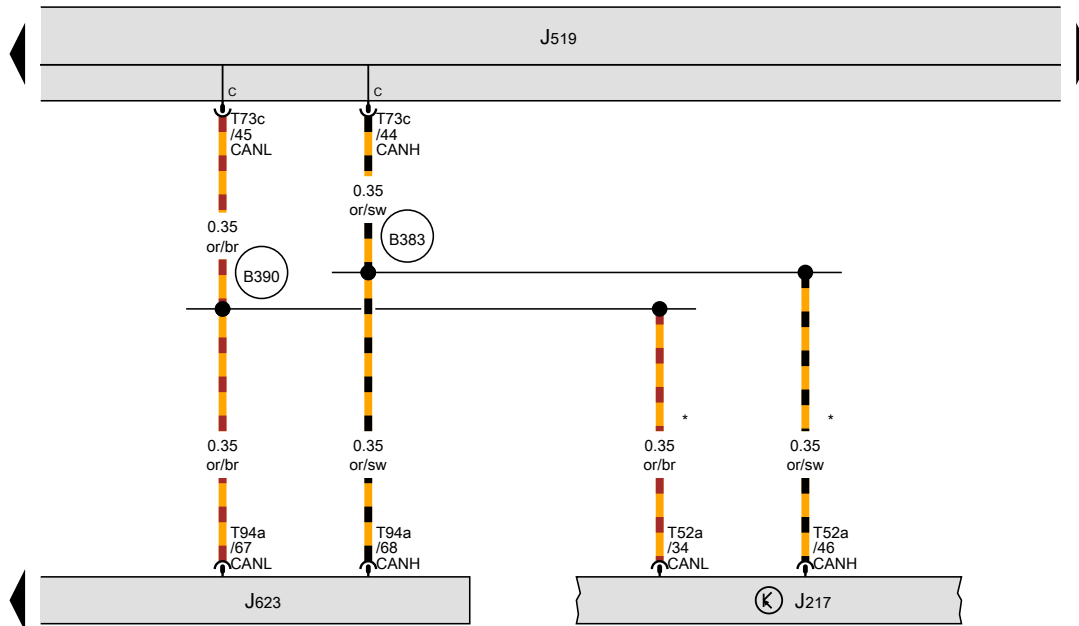 J519
C
C
T73c
/45
CANL
T73c
/44
CANH
0.35
or/sw
0.35
or/br
B383
B390
*
*
0.35
or/br
0.35
or/sw
0.35
or/br
0.35
or/sw
T94a
/67
CANL
T94a
/68
CANH
T52a
/34
CANL
T52a
/46
CANH
J623
K J217